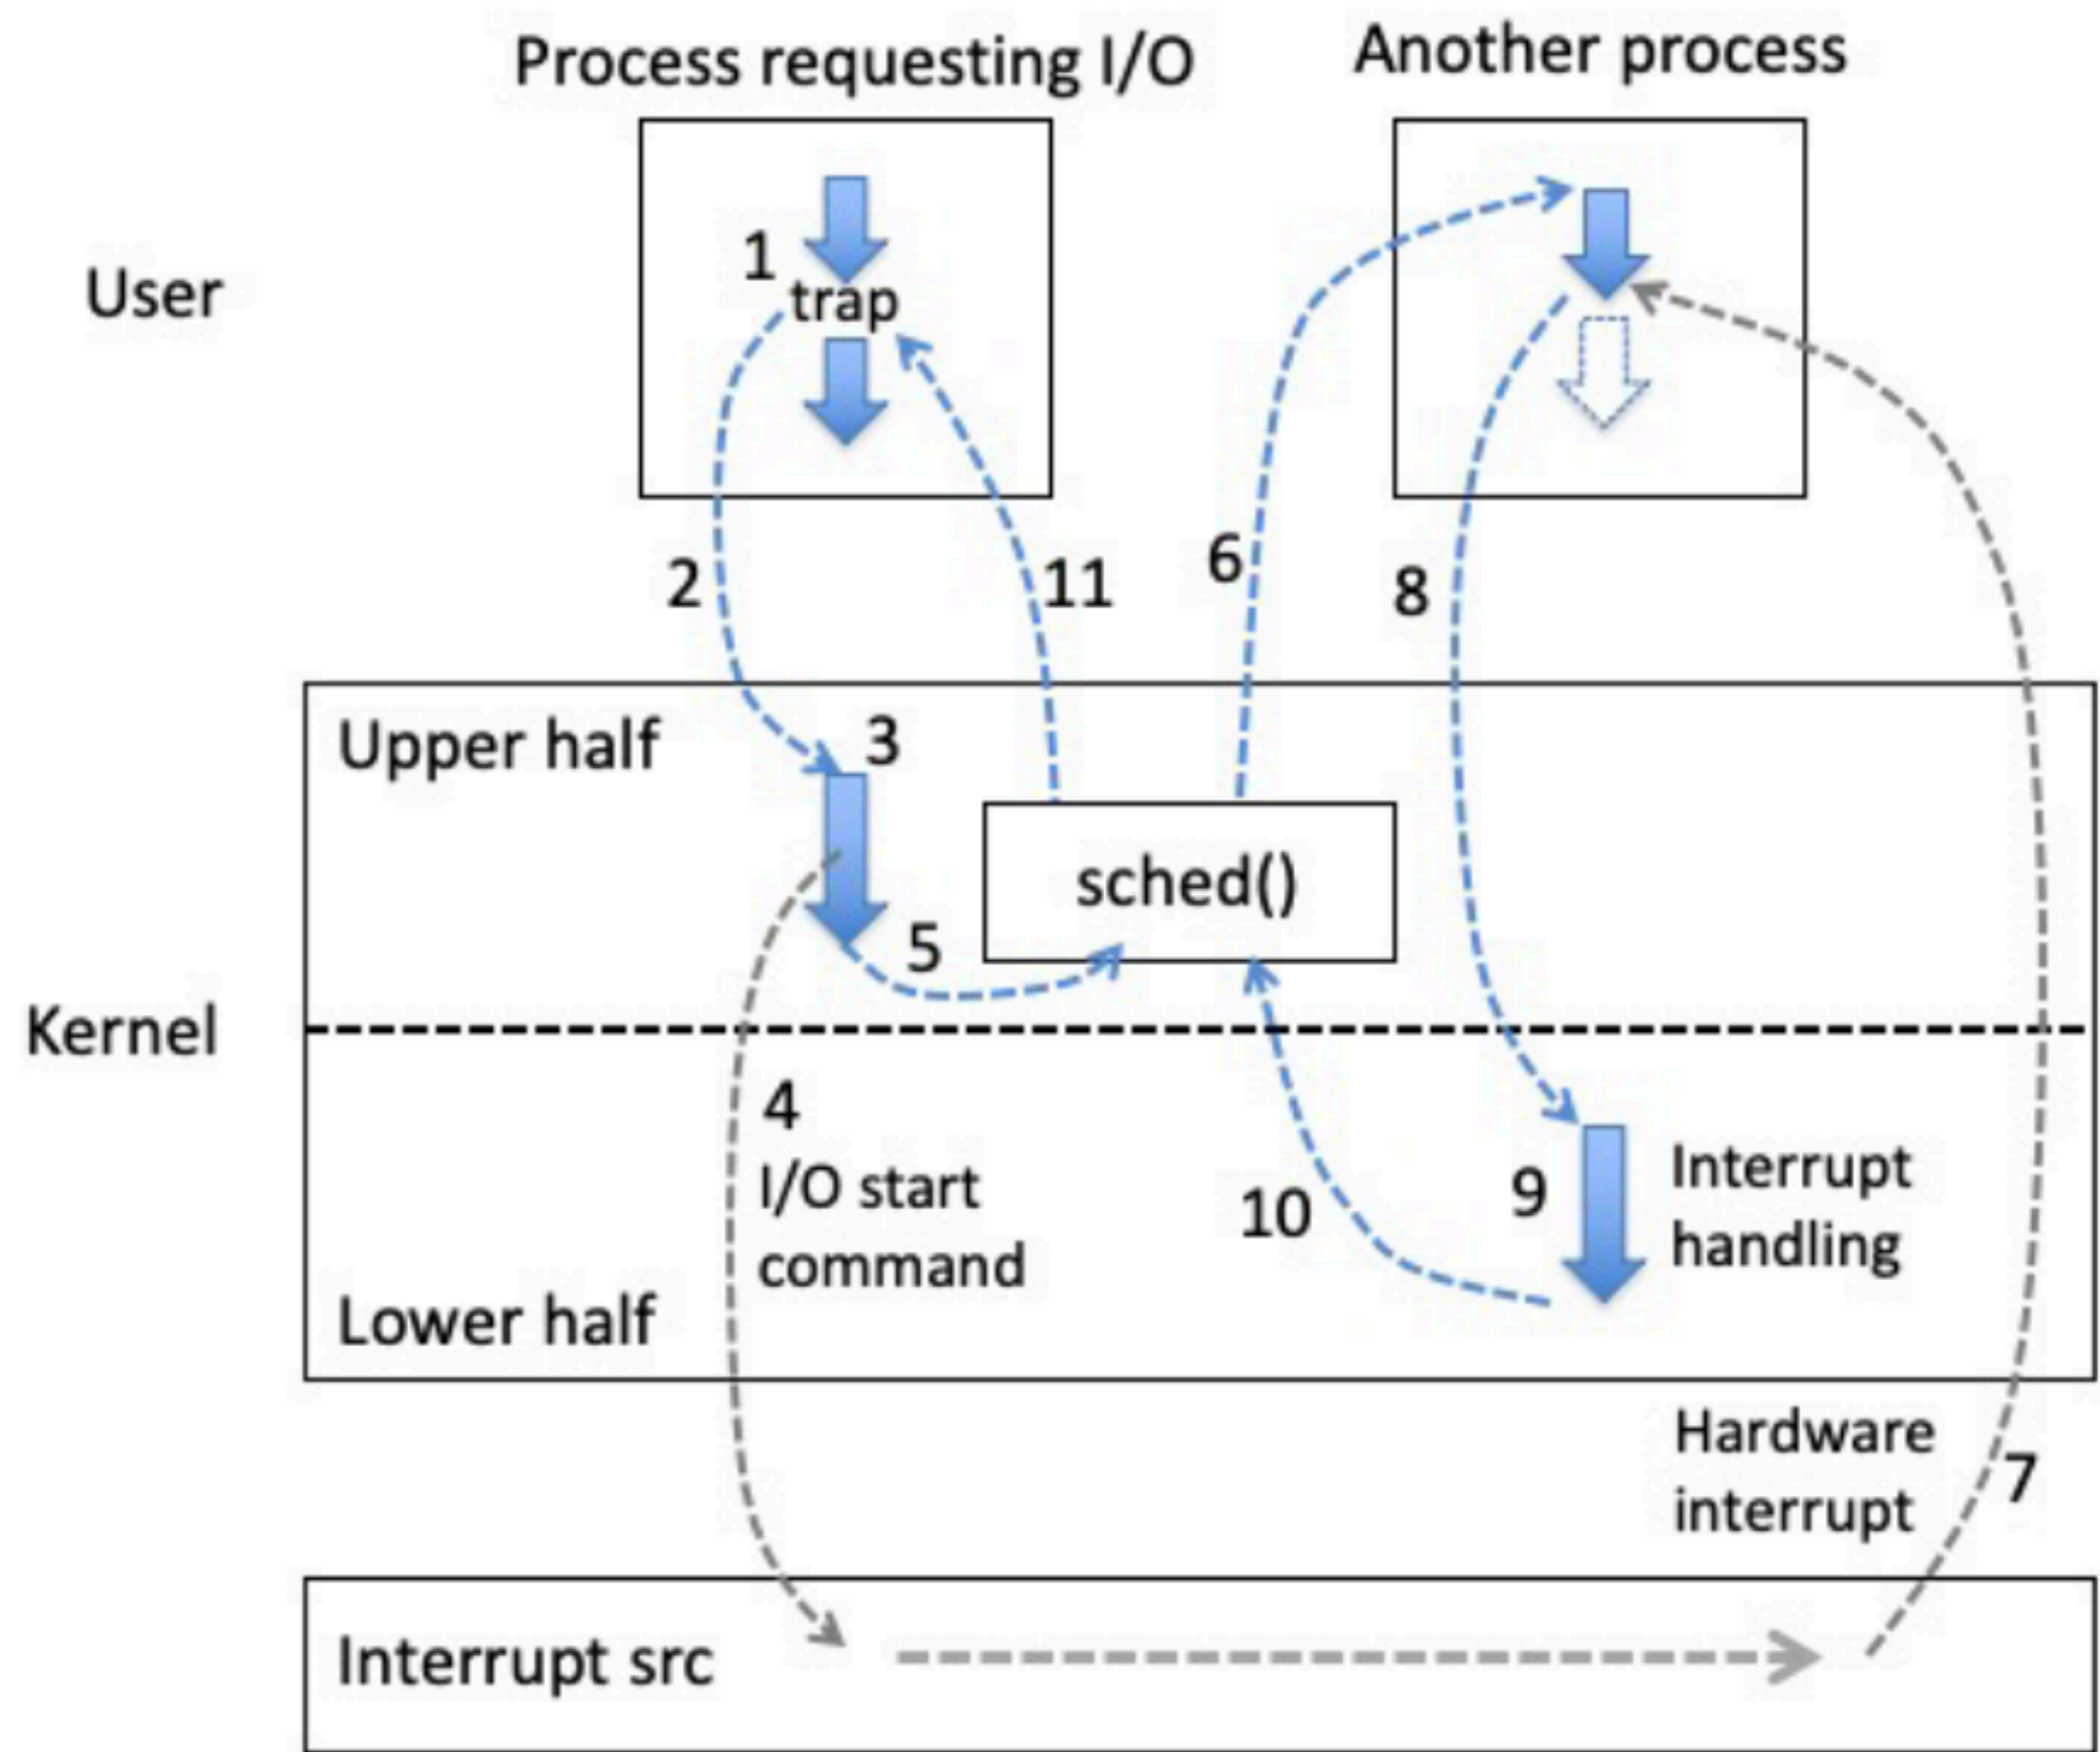 Process requesting I/O
Another process
User
1
trap
2
11
6
8
Upper half
3
sched()
5
Kernel
4
I/O start
command
Lower half
10
9
Interrupt
handling
Hardware
interrupt
7
Interrupt src